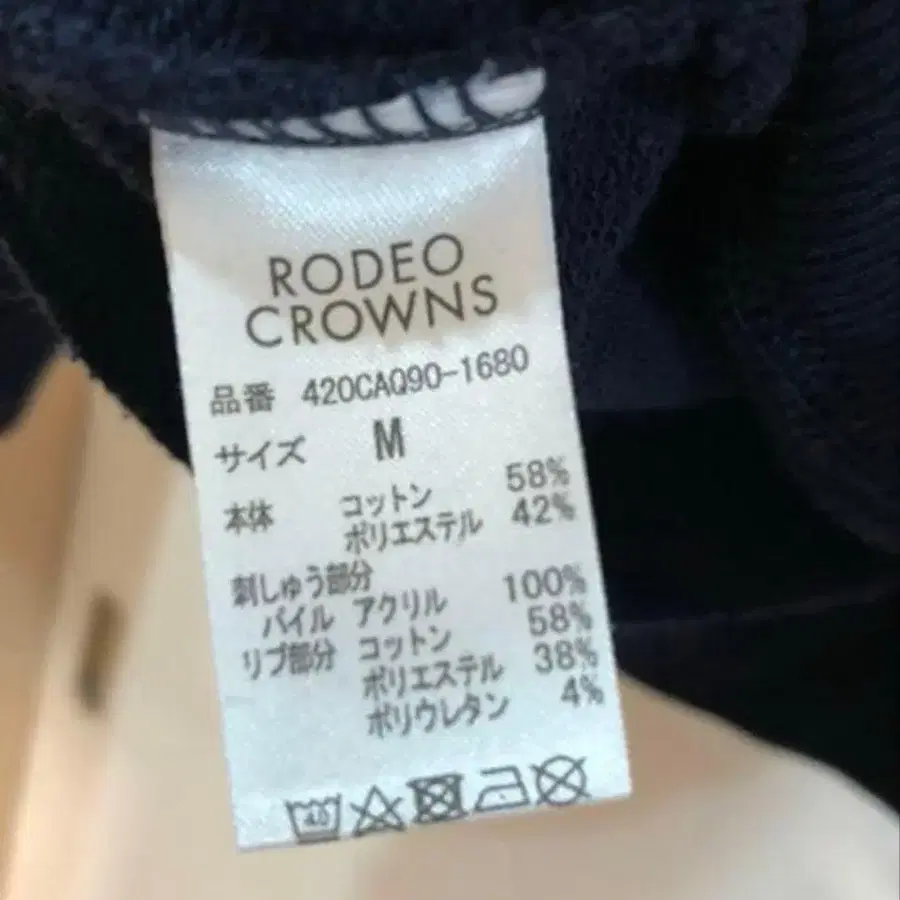 RODEO
CROWNS
品番 420CAQ90-1680
サイズ M
本体 コットン 58%
ポリエステル 42%
刺しゅう部分
パイル アクリル 100%
リブ部分 コットン 58%
ポリエステル 38%
ポリウレタン 4%
40